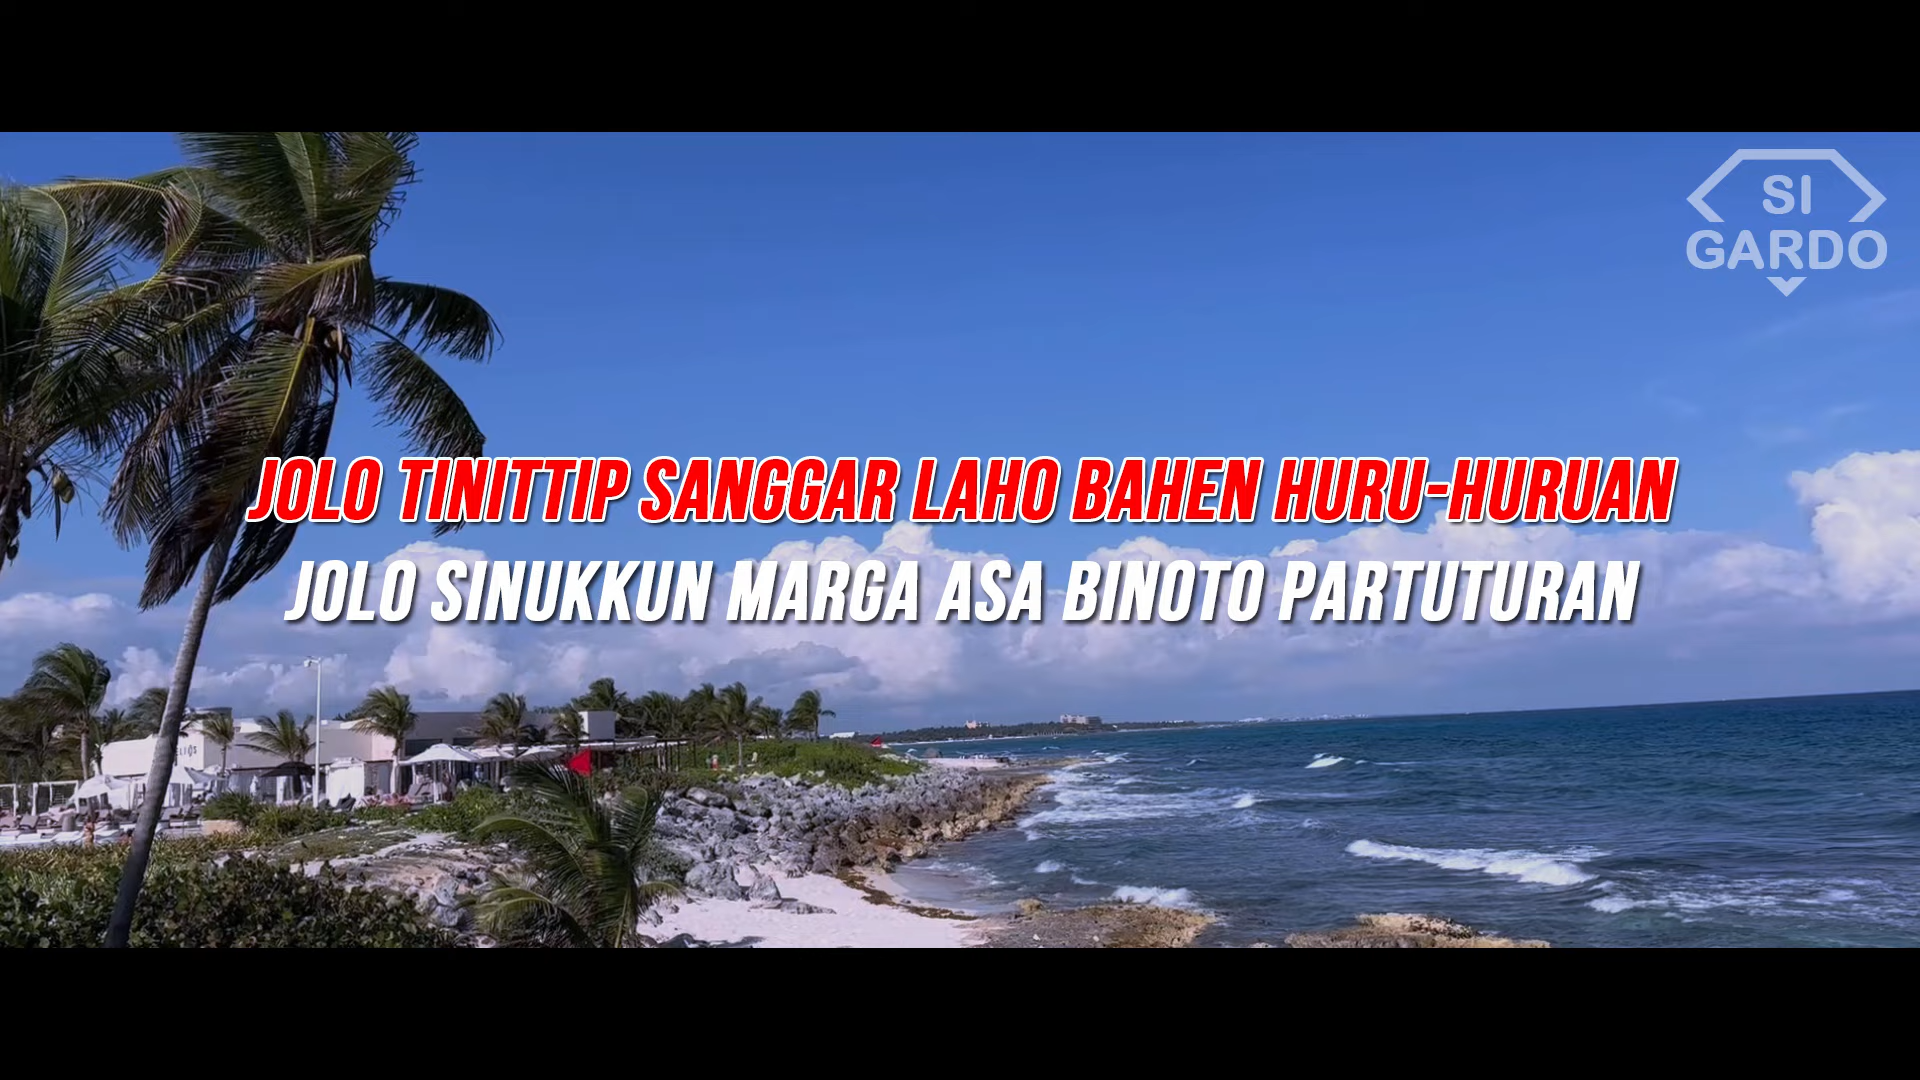 SI
GARDO
JOLO TINITTIP SANGGAR LAHO BAHEN HURU-HURUAN
JOLO SINUKKUN MARGA ASA BINOTO PARTUTURAN